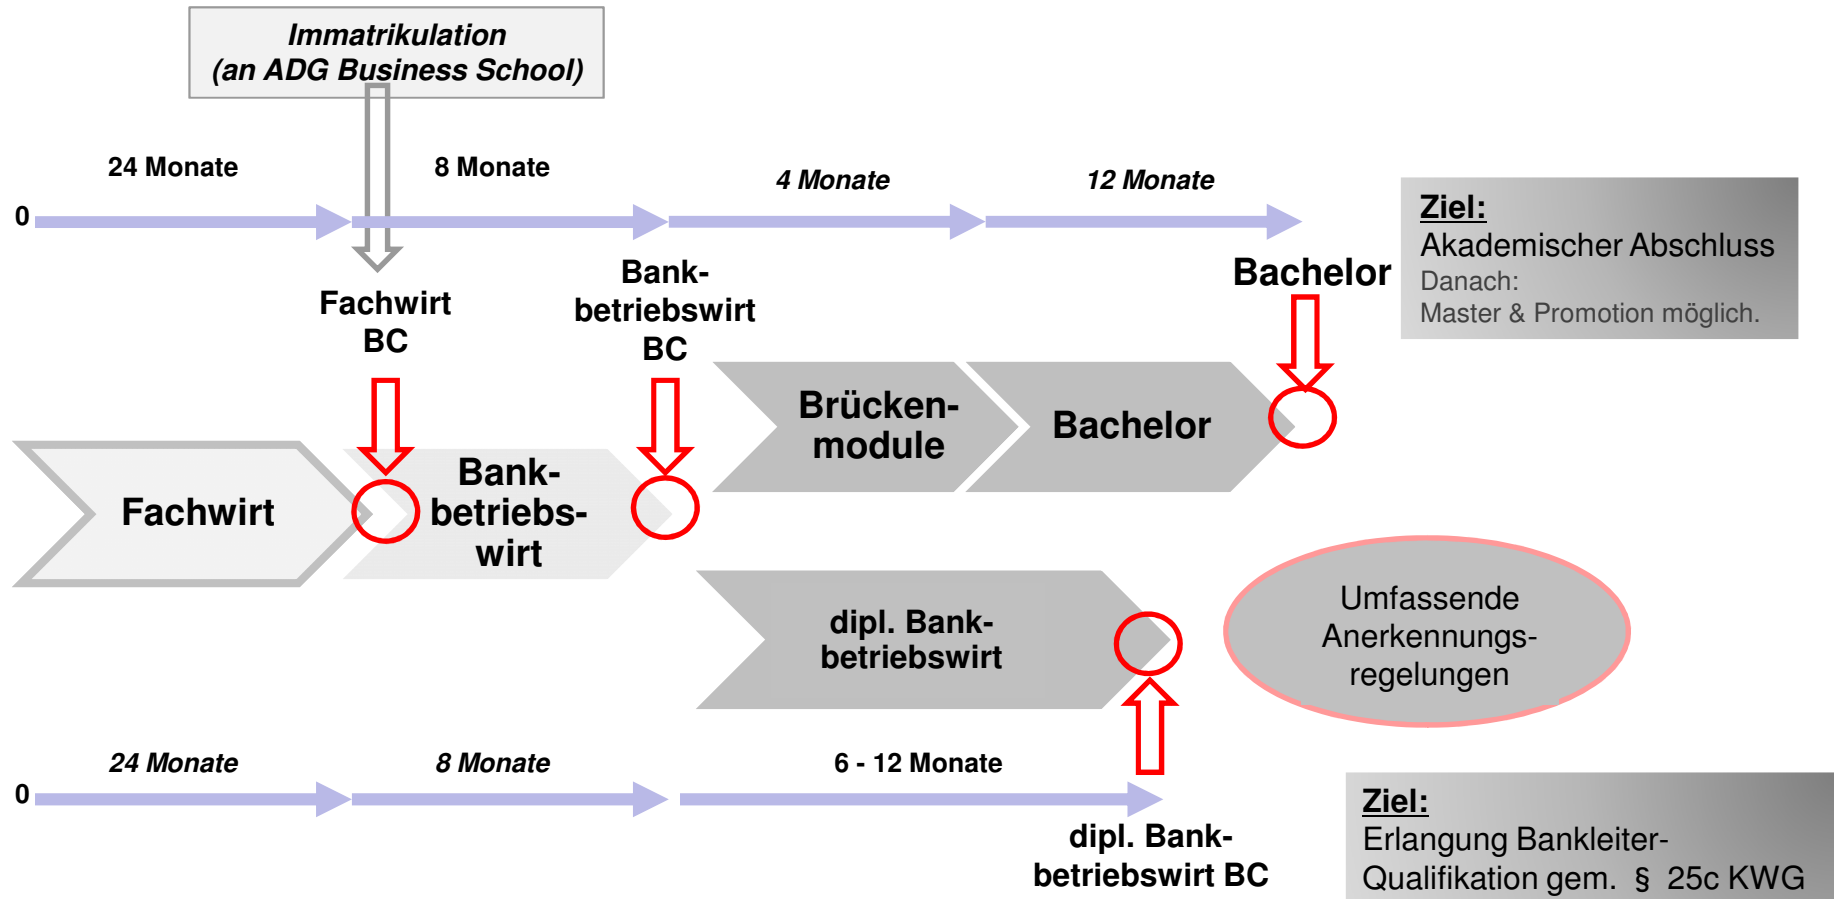 Immatrikulation
(an ADG Business School)
24 Monate
8 Monate
4 Monate
12 Monate
0
Ziel:
Akademischer Abschluss
Danach:
Master & Promotion möglich.
Fachwirt
BC
Bank-
betriebswirt
BC
Bachelor
Fachwirt
Bank-
betriebs-
wirt
Brücken-
module
Bachelor
dipl. Bank-
betriebswirt
Umfassende
Anerkennungs-
regelungen
24 Monate
8 Monate
6 - 12 Monate
0
dipl. Bank-
betriebswirt BC
Ziel:
Erlangung Bankleiter-
Qualifikation gem. § 25c KWG